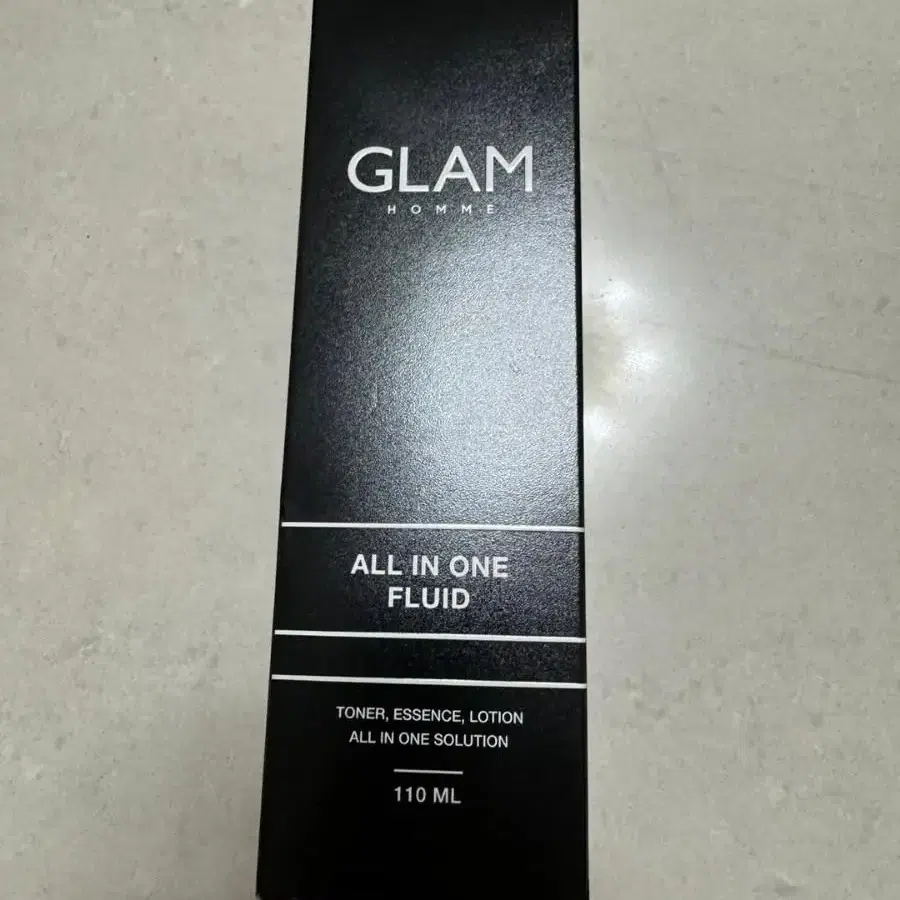 GLAM
HOMME
ALL IN ONE
FLUID
TONER, ESSENCE, LOTION
ALL IN ONE SOLUTION
110 ML